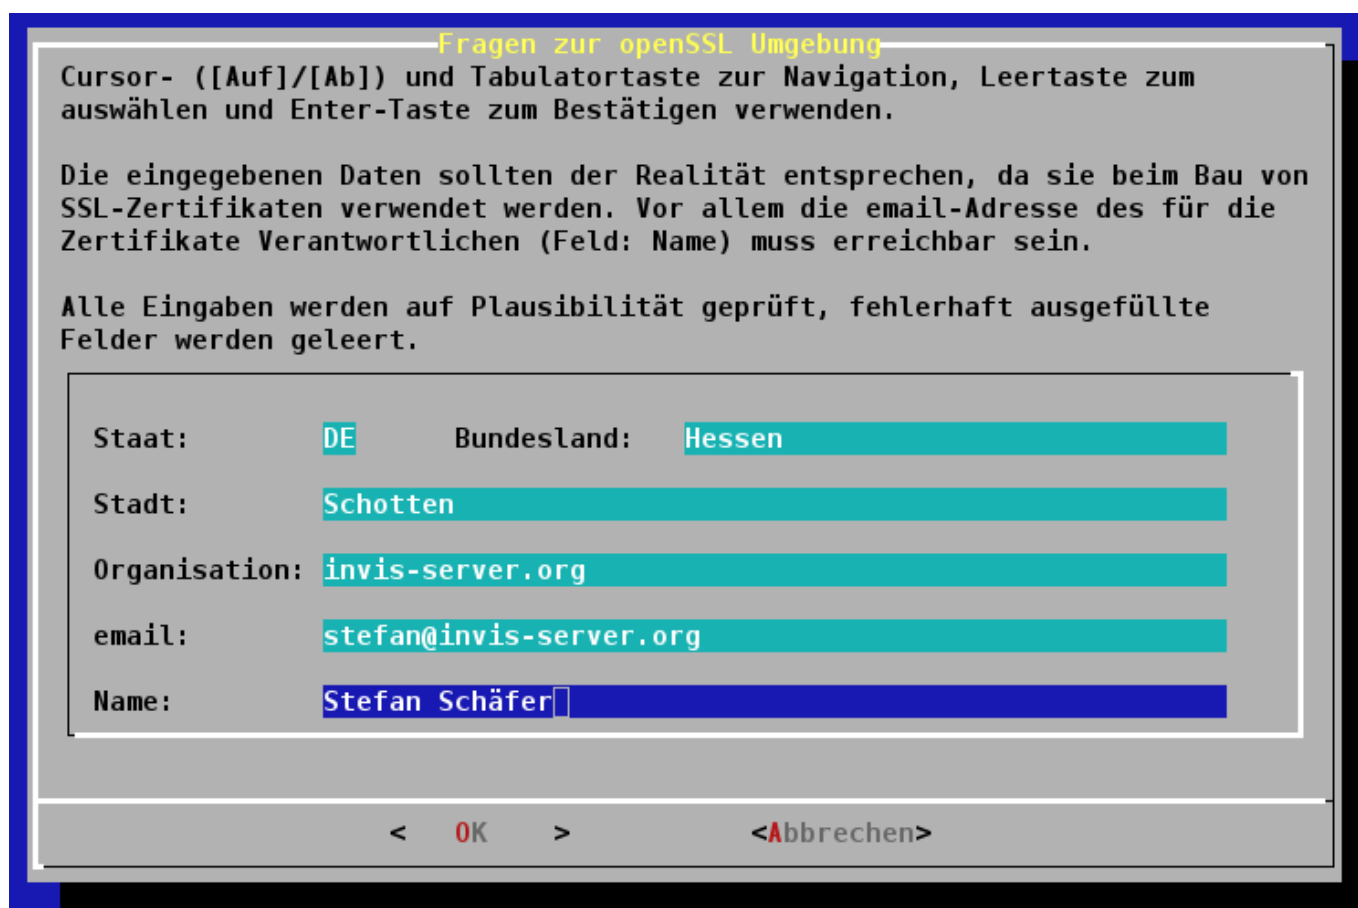 Fragen zur openSSL Umgebung
Cursor- ([Auf]/[Ab]) und Tabulatortaste zur Navigation, Leertaste zum
auswählen und Enter-Taste zum Bestätigen verwenden.
Die eingegebenen Daten sollten der Realität entsprechen, da sie beim Bau von
SSL-Zertifikaten verwendet werden. Vor allem die email-Adresse des für die
Zertifikate Verantwortlichen (Feld: Name) muss erreichbar sein.
Alle Eingaben werden auf Plausibilität geprüft, fehlerhaft ausgefüllte
Felder werden geleert.
Staat: DE Bundesland: Hessen
Stadt: Schotten
Organisation: invis-server.org
email: stefan@invis-server.org
Name: Stefan Schäfer
< OK > <Abbrechen>